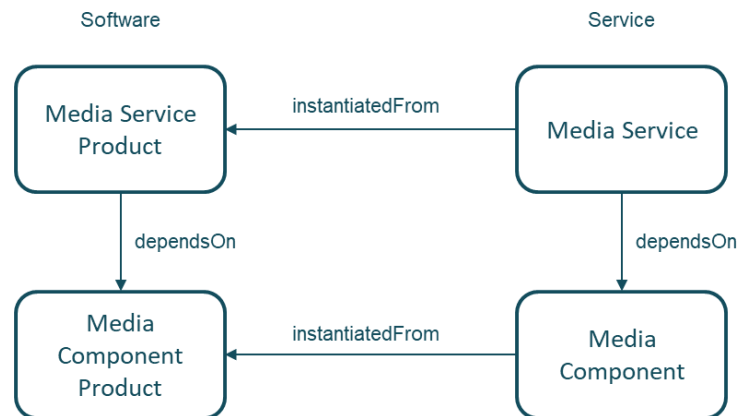 Software
Service
Media Service
Product
instantiatedFrom
Media Service
dependsOn
dependsOn
Media
Component
Product
instantiatedFrom
Media
Component